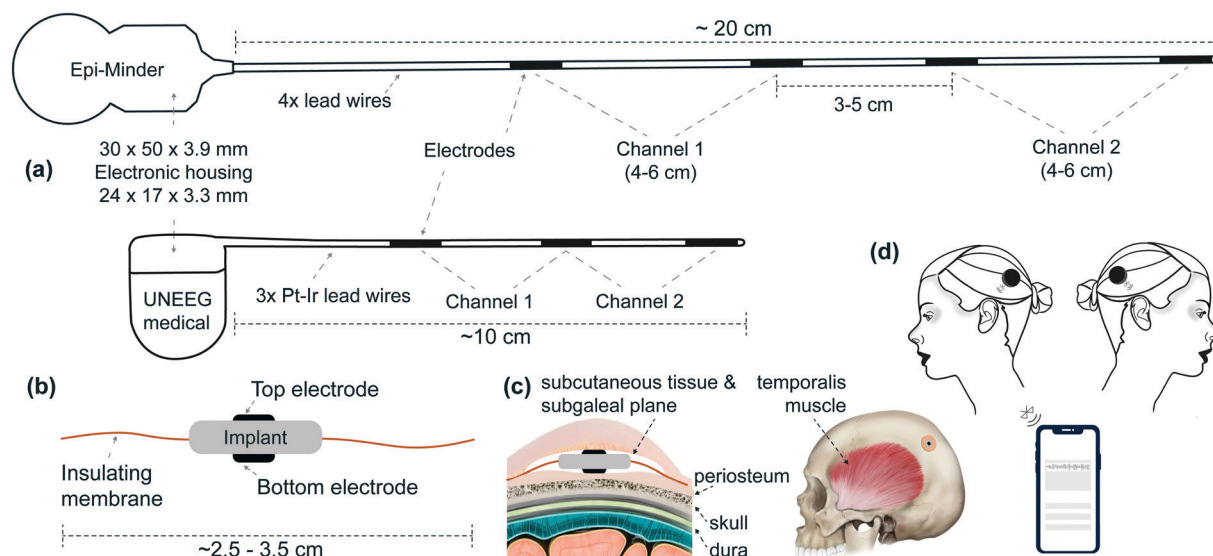 ~ 20 cm
Epi-Minder
4x lead wires
3-5 cm
(a)
30 x 50 x 3.9 mm
Electronic housing
24 x 17 x 3.3 mm
Electrodes
Channel 1
(4-6 cm)
Channel 2
(4-6 cm)
UNEEG
medical
3x Pt-Ir lead wires
Channel 1
Channel 2
~10 cm
(d)
(b)
Top electrode
Implant
Insulating
membrane
Bottom electrode
~2.5 - 3.5 cm
(c)
subcutaneous tissue &
subgaleal plane
temporalis
muscle
periosteum
skull
dura